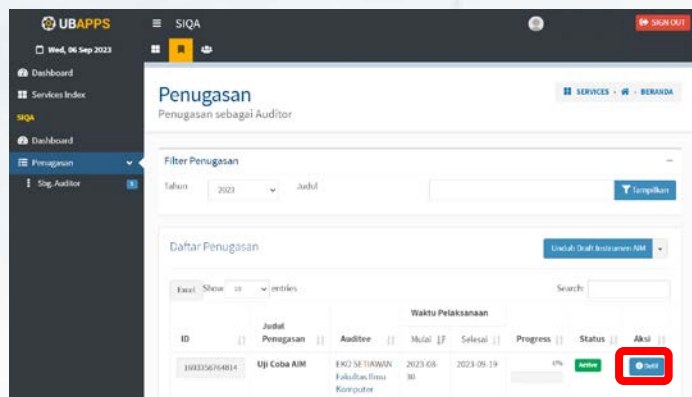 UBAPPS
SIQA
SIGN OUT
Wed, 06 Sep 2023
Dashboard
Services Index
SIQA
Dashboard
Penugasan
Sbg. Auditor
1
Penugasan
Penugasan sebagai Auditor
SERVICES - - BERANDA
Filter Penugasan
Tahun 2023 Judul
Tampilkan
Daftar Penugasan
Unduh Draft Instrumen AIM
Excel Show 10 entries Search:
Waktu Pelaksanaan
ID Judul Penugasan Auditee Mulai Selesai Progress Status Aksi
1693356764814 Uji Coba AIM EKO SETIAWAN 2023-08-30 2023-09-19 0% Active Detil
Fakultas Ilmu
Komputer